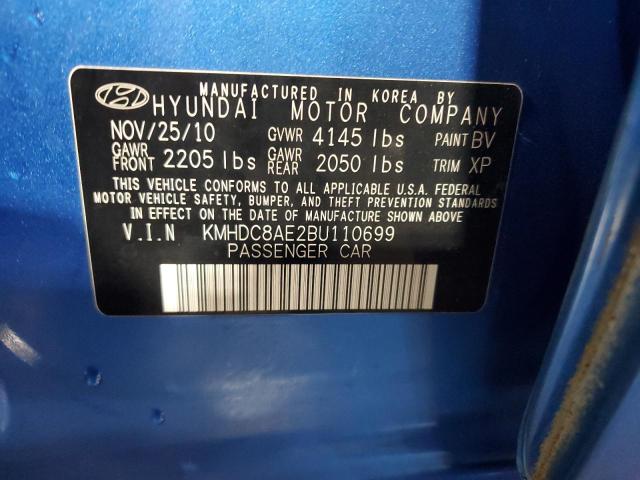 MANUFACTURED IN KOREA BY
HYUNDAI MOTOR COMPANY
NOV/25/10 GVWR 4145 lbs PAINT BV
GAWR FRONT 2205 lbs GAWR REAR 2050 lbs TRIM XP
THIS VEHICLE CONFORMS TO ALL APPLICABLE U.S.A. FEDERAL
MOTOR VEHICLE SAFETY, BUMPER, AND THEFT PREVENTION STANDARDS
IN EFFECT ON THE DATE OF MANUFACTURE SHOWN ABOVE
V.I.N KMHDC8AE2BU110699
PASSENGER CAR